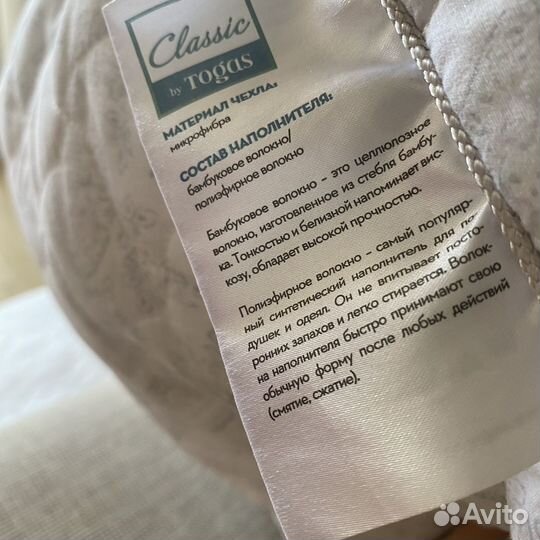 Classic
by Togas
МАТЕРИАЛ ЧЕХЛА:
микрофибра
СОСТАВ НАПОЛНИТЕЛЯ:
бамбуковое волокно/
полиэфирное волокно
Бамбуковое волокно – это целлюлозное
волокно, изготовленное из стебля бамбу-
ка. Тонкостью и белизной напоминает вис-
козу, обладает высокой прочностью.
Полиэфирное волокно – самый популяр-
ный синтетический наполнитель для по-
душек и одеял. Он не впитывает посто-
ронних запахов и легко стирается. Волок-
на наполнителя быстро принимают свою
обычную форму после любых действий
(смятие, сжатие).
Avito